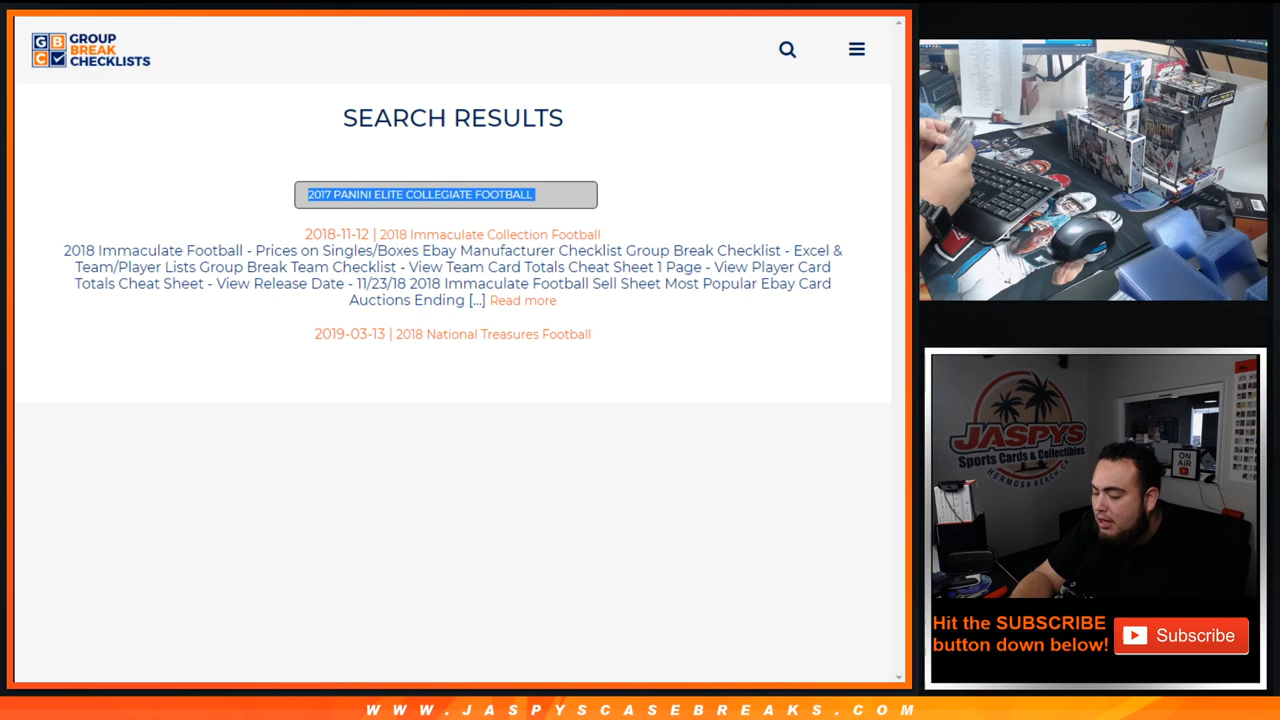 GROUP
BREAK
CHECKLISTS
GBC
SEARCH RESULTS
2017 PANINI ELITE COLLEGIATE FOOTBALL
2018-11-12 | 2018 Immaculate Collection Football
2018 Immaculate Football - Prices on Singles/Boxes Ebay Manufacturer Checklist Group Break Checklist - Excel &
Team/Player Lists Group Break Team Checklist - View Team Card Totals Cheat Sheet 1 Page - View Player Card
Totals Cheat Sheet - View Release Date - 11/23/18 2018 Immaculate Football Sell Sheet Most Popular Ebay Card
Auctions Ending [...] Read more
2019-03-13 | 2018 National Treasures Football
JASPYS
Sports Cards & Collectibles
HERMOSA BEACH, CA
ON
AIR
Hit the SUBSCRIBE
button down below!
Subscribe
WWW.JASPYSCASEBREAKS.COM